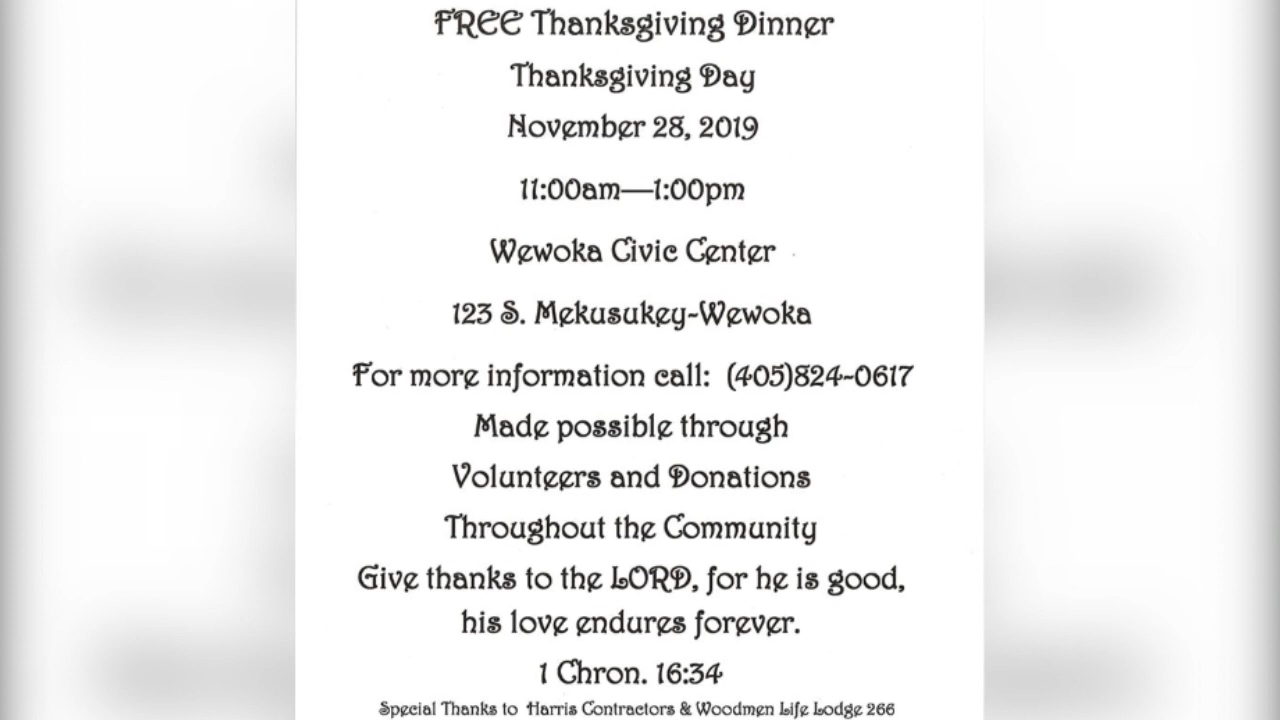 FREE Thanksgiving Dinner
Thanksgiving Day
November 28, 2019
11:00am—1:00pm
Wewoka Civic Center
123 S. Mekusukey-Wewoka
For more information call: (405)824-0617
Made possible through
Volunteers and Donations
Throughout the Community
Give thanks to the LORD, for he is good,
his love endures forever.
1 Chron. 16:34
Special Thanks to Harris Contractors & Woodmen Life Lodge 266